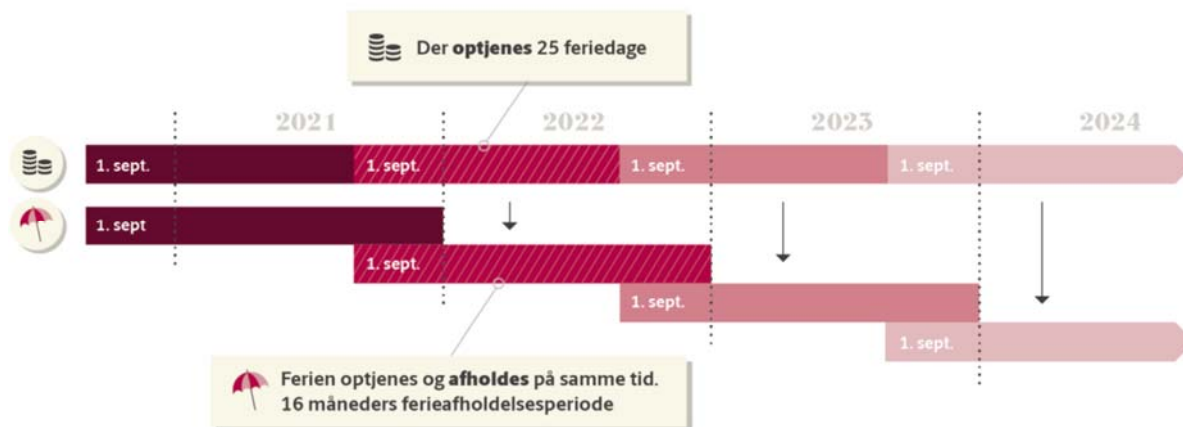 Der optjenes 25 feriedage
2021 2022 2023 2024
1. sept. 1. sept. 1. sept. 1. sept.
1. sept
1. sept.
1. sept.
1. sept.
Ferien optjenes og afholdes på samme tid.
16 måneders ferieafholdelsesperiode